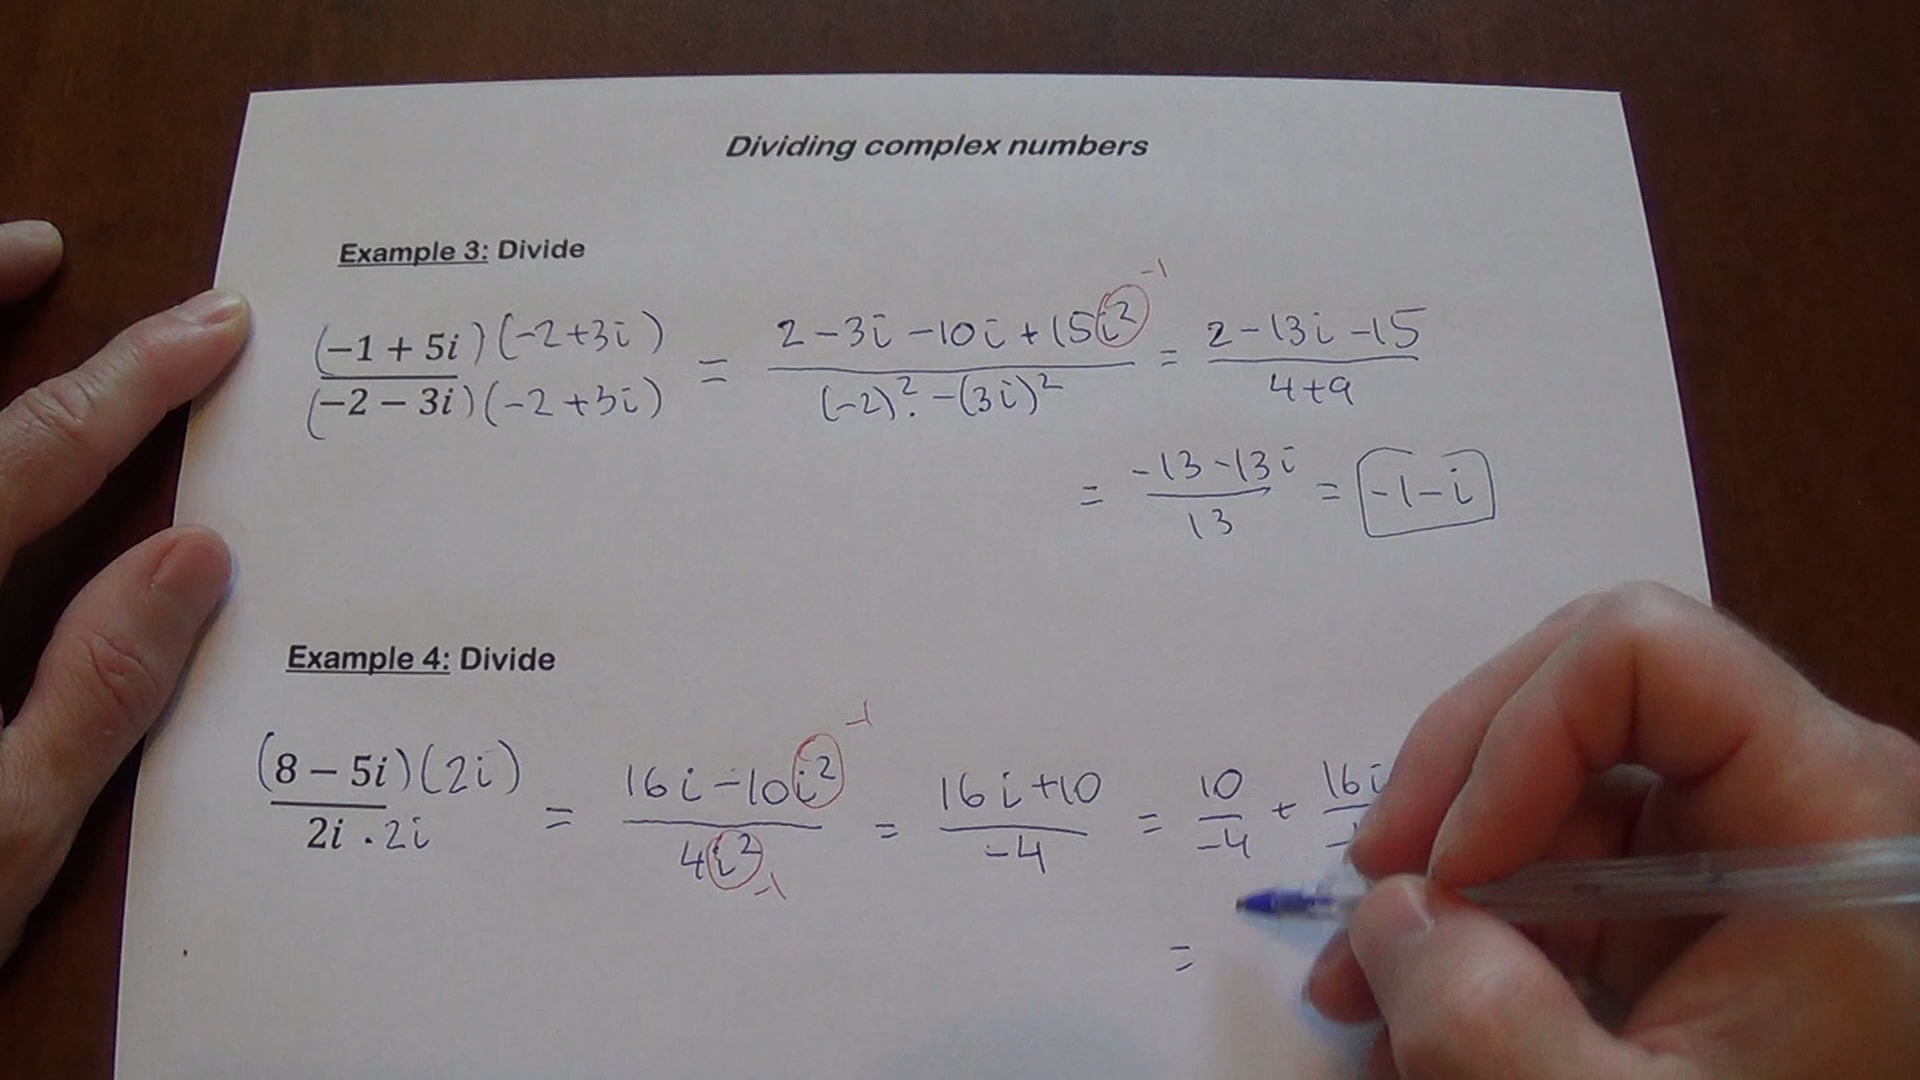 Dividing complex numbers
Example 3: Divide
(−1 + 5i)(-2+3i) / (−2 − 3i)(-2+3i) = 2-3i-10i+15i² / (-2)².-(3i)² = 2-13i-15 / 4+9
-1
= -13-13i / 13 = -1-i
Example 4: Divide
(8 − 5i)(2i) / 2i . 2i = 16i-10i² / 4i² = 16i+10 / -4 = 10 / -4 + 16i
-1
-1
=